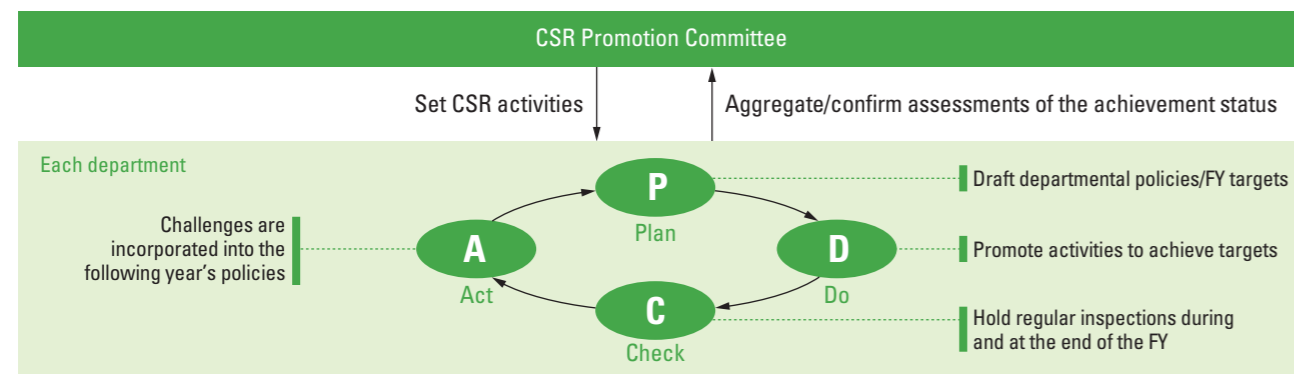 CSR Promotion Committee
Set CSR activities
Aggregate/confirm assessments of the achievement status
Each department
P
Plan
Draft departmental policies/FY targets
Challenges are
incorporated into the
following year's policies
A
Act
D
Do
Promote activities to achieve targets
C
Check
Hold regular inspections during
and at the end of the FY